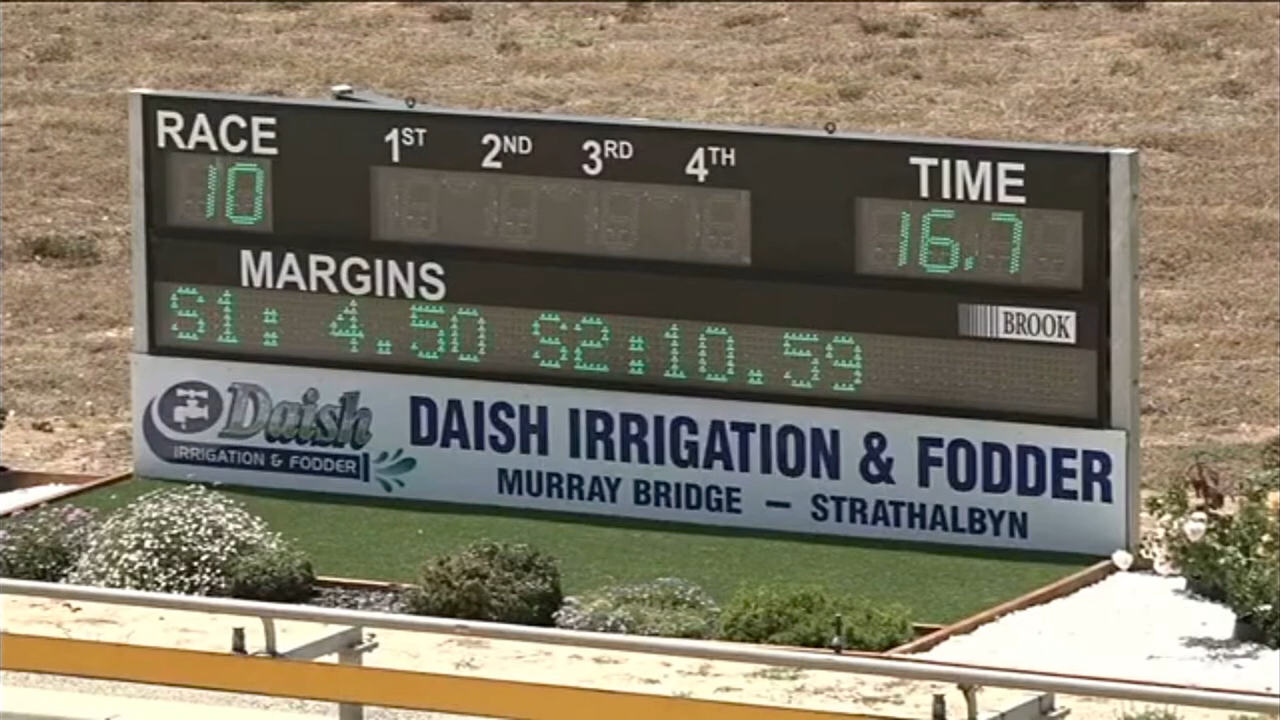 RACE 1ST 2ND 3RD 4TH TIME
10 16.7
MARGINS
S1: 4.50 S2:10.59
BROOK
Daish
IRRIGATION & FODDER
DAISH IRRIGATION & FODDER
MURRAY BRIDGE – STRATHALBYN